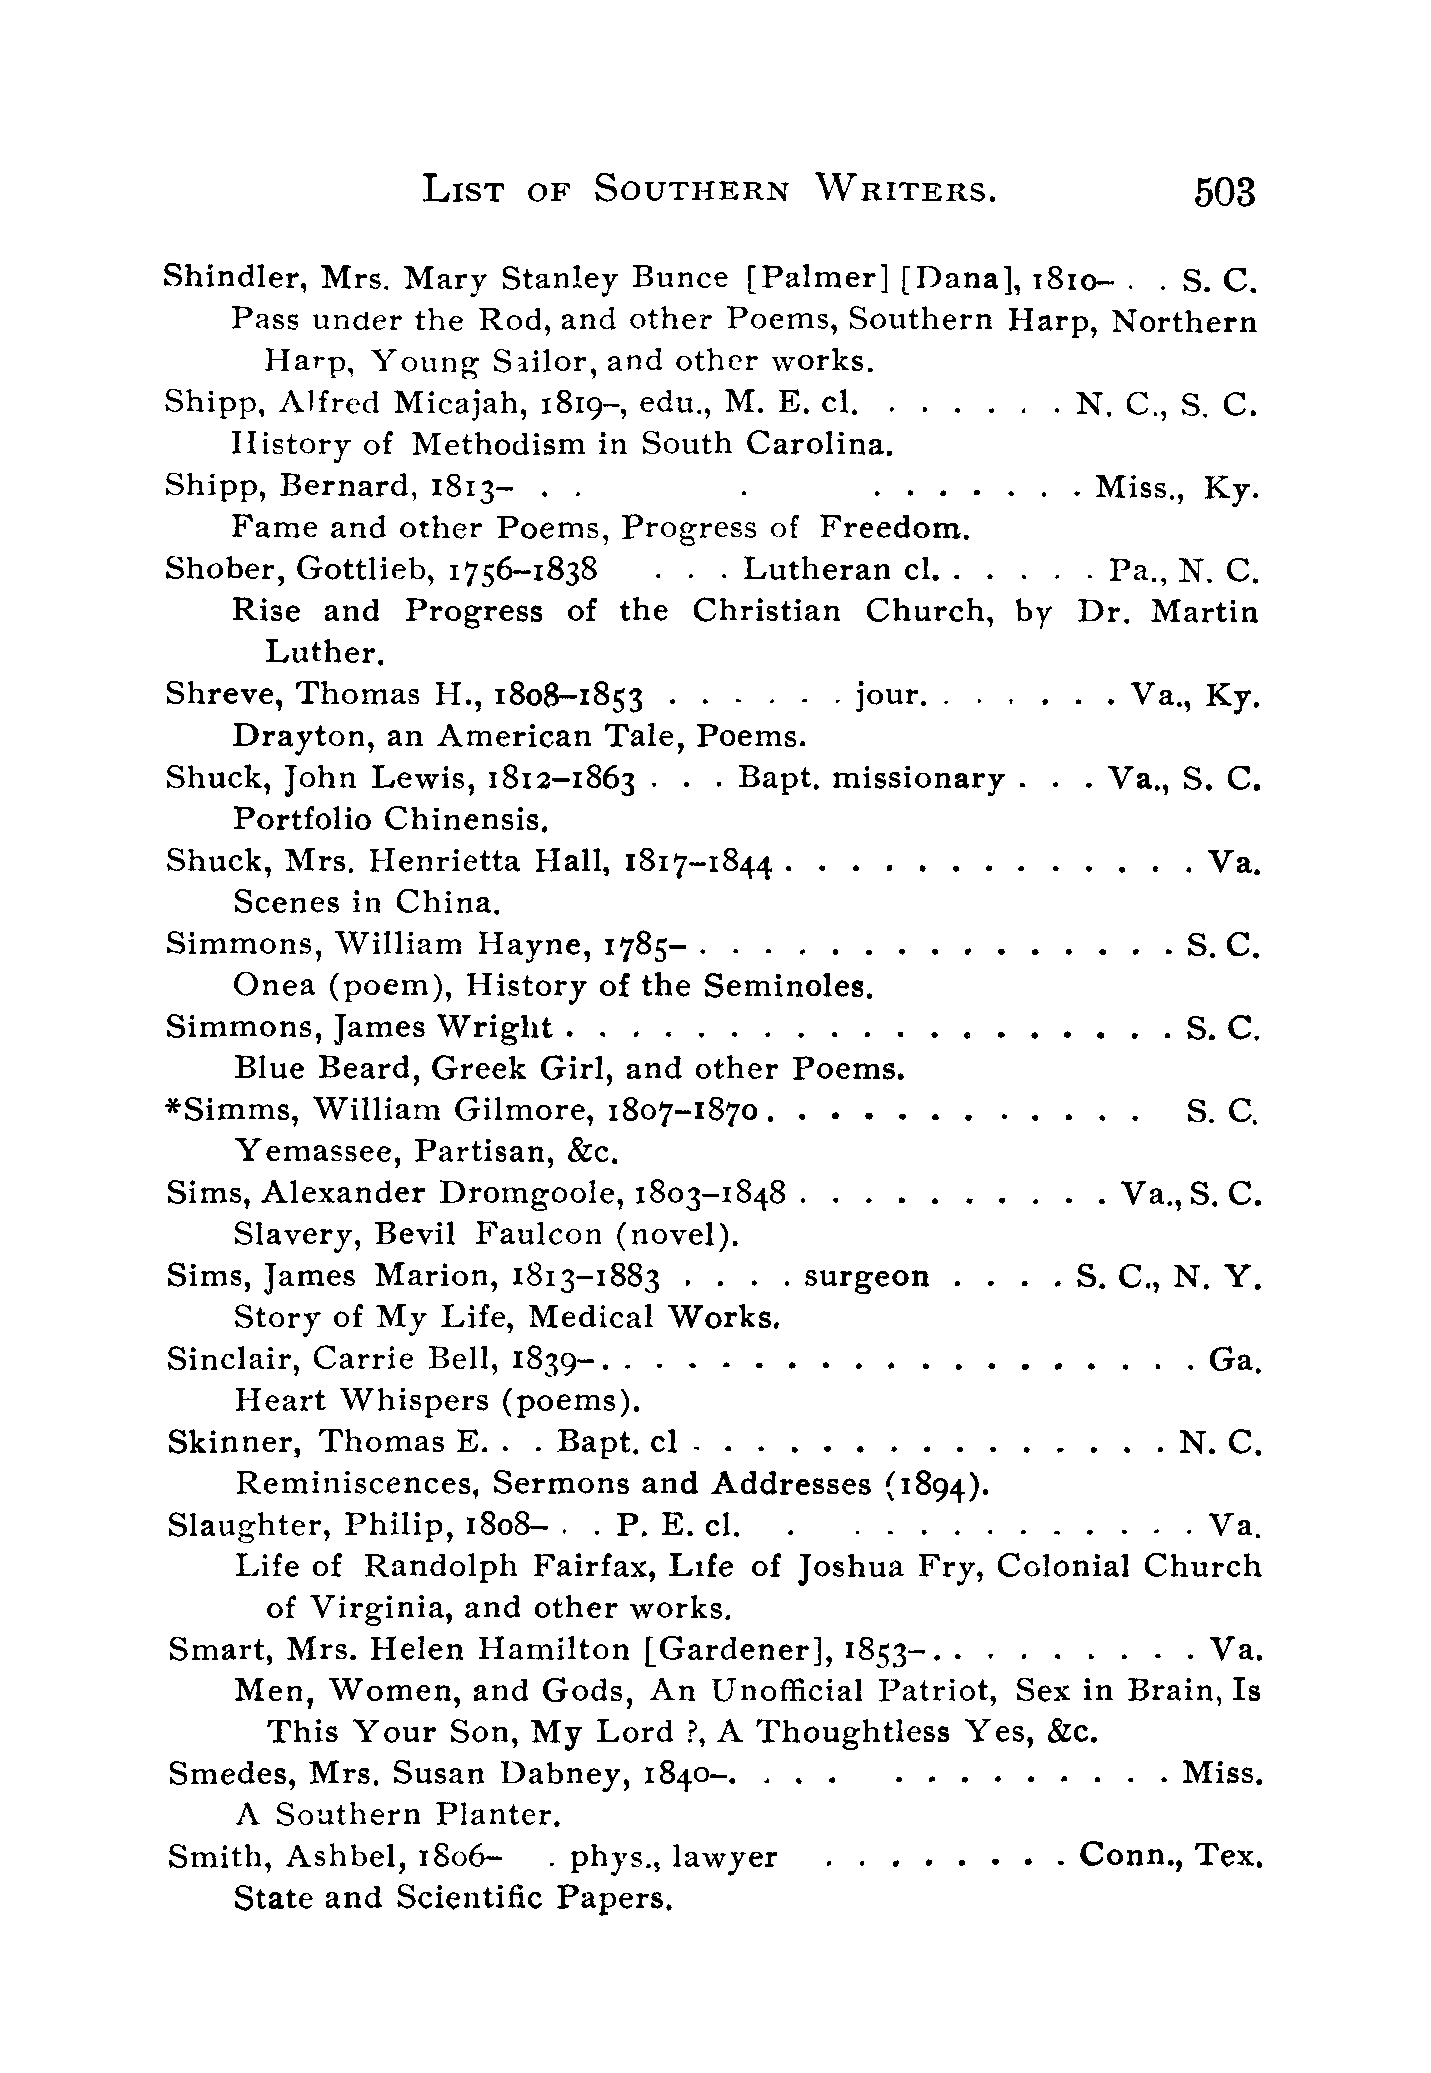 List of Southern Writers. 503
Shindler, Mrs. Mary Stanley Bunce [Palmer] [Dana], 1810– . . S. C.
Pass under the Rod, and other Poems, Southern Harp, Northern
Harp, Young Sailor, and other works.
Shipp, Alfred Micajah, 1819–, edu., M. E. cl. . . . . . . N. C., S. C.
History of Methodism in South Carolina.
Shipp, Bernard, 1813– . . . . . . . . . . Miss., Ky.
Fame and other Poems, Progress of Freedom.
Shober, Gottlieb, 1756–1838 . . . Lutheran cl. . . . . . Pa., N. C.
Rise and Progress of the Christian Church, by Dr. Martin
Luther.
Shreve, Thomas H., 1808–1853 . . . . . . jour. . . . . . . Va., Ky.
Drayton, an American Tale, Poems.
Shuck, John Lewis, 1812–1863 . . . Bapt. missionary . . . Va., S. C.
Portfolio Chinensis.
Shuck, Mrs. Henrietta Hall, 1817–1844 . . . . . . . . . . . . . Va.
Scenes in China.
Simmons, William Hayne, 1785– . . . . . . . . . . . . . . . S. C.
Onea (poem), History of the Seminoles.
Simmons, James Wright . . . . . . . . . . . . . . . . . . . S. C.
Blue Beard, Greek Girl, and other Poems.
*Simms, William Gilmore, 1807–1870 . . . . . . . . . . . . S. C.
Yemassee, Partisan, &c.
Sims, Alexander Dromgoole, 1803–1848 . . . . . . . . . . Va., S. C.
Slavery, Bevil Faulcon (novel).
Sims, James Marion, 1813–1883 . . . . surgeon . . . . S. C., N. Y.
Story of My Life, Medical Works.
Sinclair, Carrie Bell, 1839– . . . . . . . . . . . . . . . . . . . Ga.
Heart Whispers (poems).
Skinner, Thomas E. . . Bapt. cl . . . . . . . . . . . . . . . N. C.
Reminiscences, Sermons and Addresses (1894).
Slaughter, Philip, 1808– . . P. E. cl. . . . . . . . . . . . . Va.
Life of Randolph Fairfax, Life of Joshua Fry, Colonial Church
of Virginia, and other works.
Smart, Mrs. Helen Hamilton [Gardener], 1853– . . . . . . . . . Va.
Men, Women, and Gods, An Unofficial Patriot, Sex in Brain, Is
This Your Son, My Lord ?, A Thoughtless Yes, &c.
Smedes, Mrs. Susan Dabney, 1840– . . . . . . . . . . . . . Miss.
A Southern Planter.
Smith, Ashbel, 1806– . phys., lawyer . . . . . . . . Conn., Tex.
State and Scientific Papers.